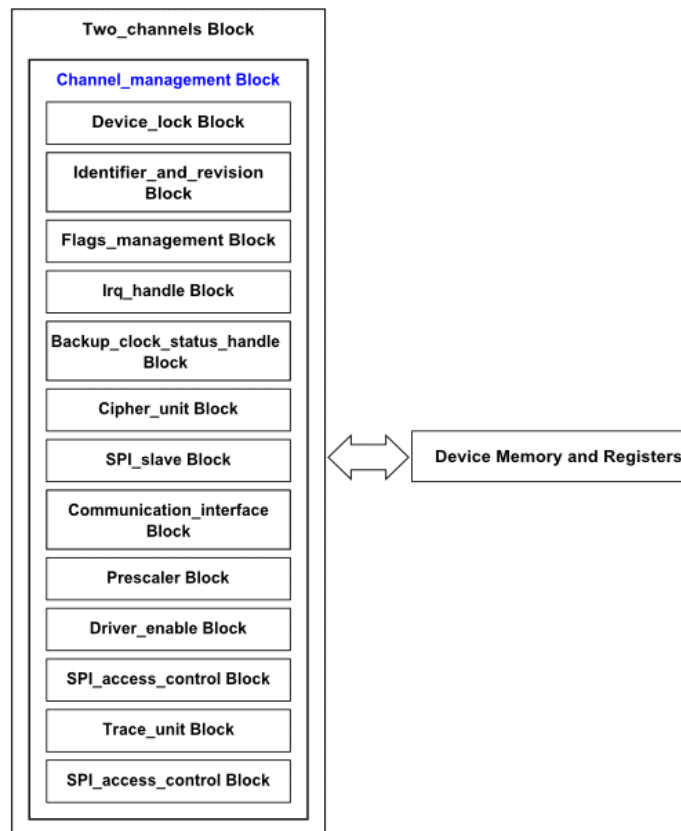 Two_channels Block
Channel_management Block
Device_lock Block
Identifier_and_revision
Block
Flags_management Block
Irq_handle Block
Backup_clock_status_handle
Block
Cipher_unit Block
SPI_slave Block
Communication_interface
Block
Prescaler Block
Driver_enable Block
SPI_access_control Block
Trace_unit Block
SPI_access_control Block
Device Memory and Registers